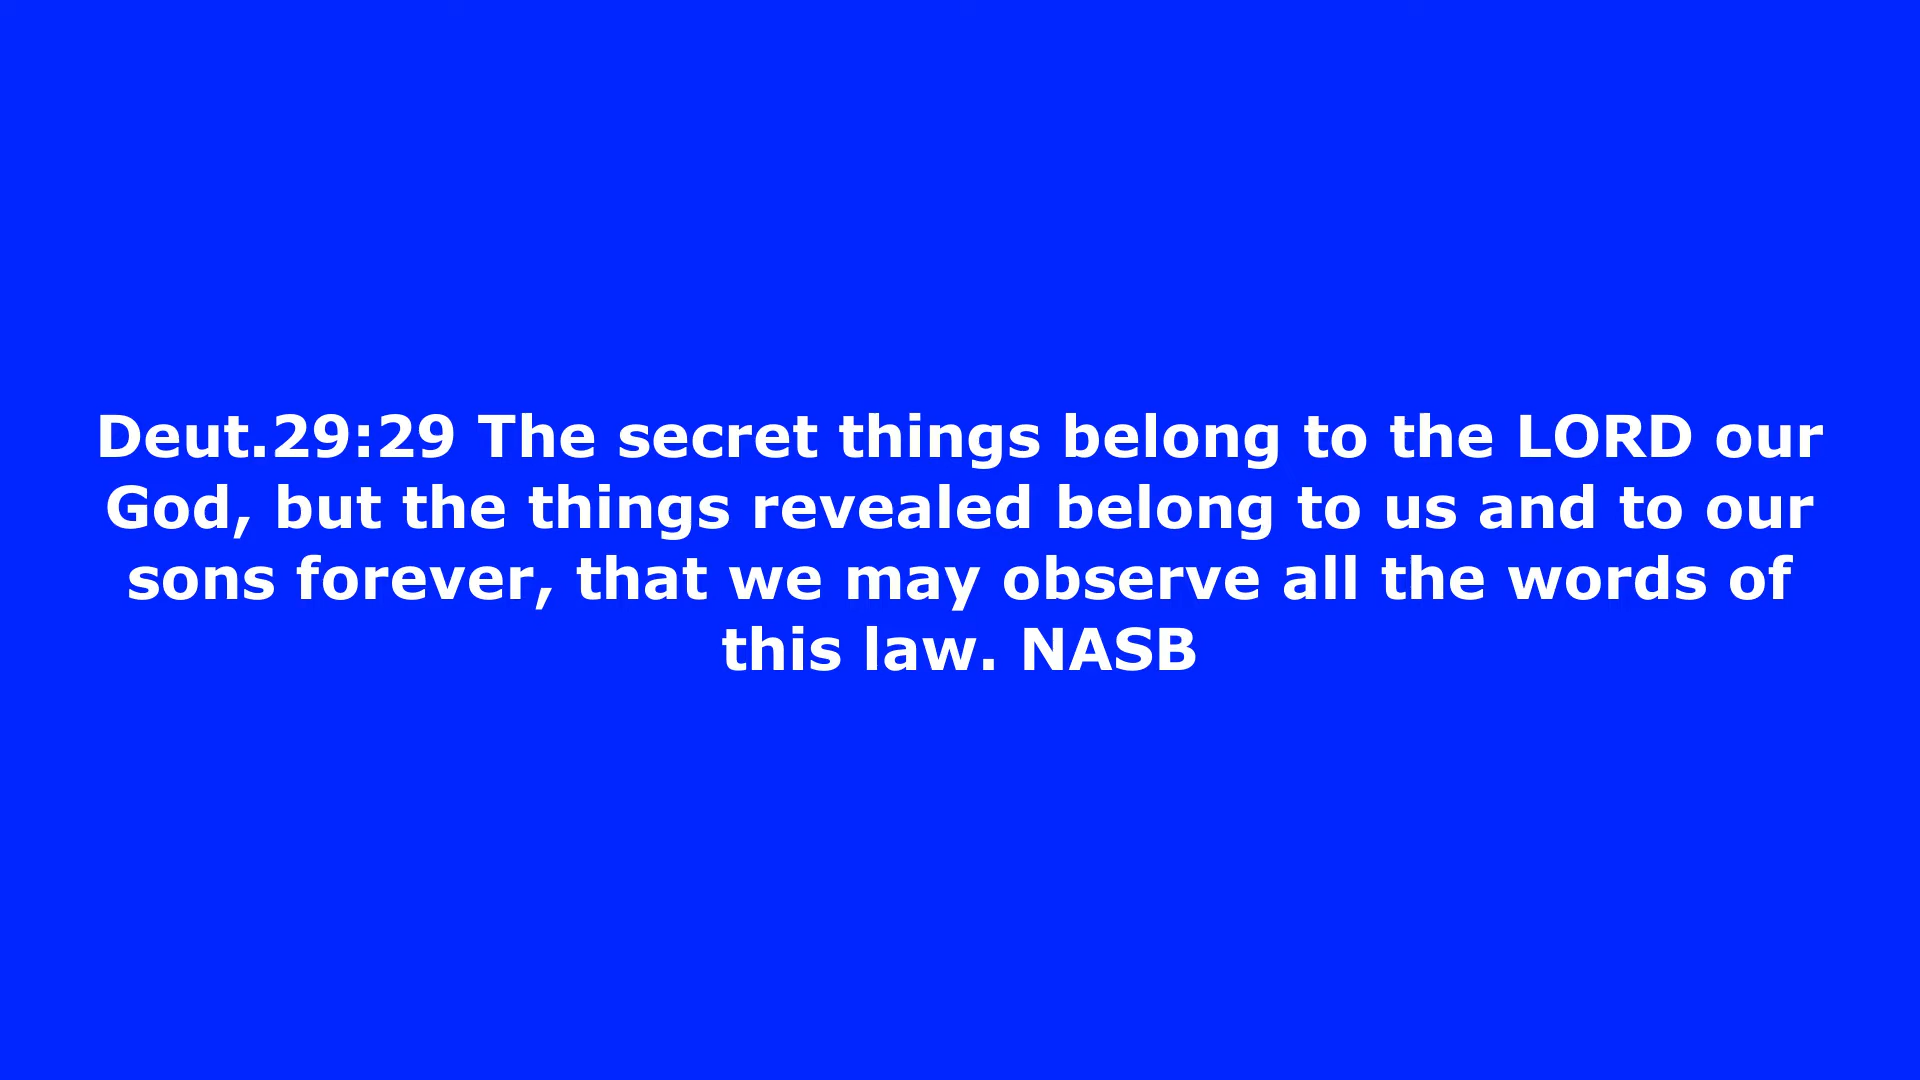 Deut.29:29 The secret things belong to the LORD our
God, but the things revealed belong to us and to our
sons forever, that we may observe all the words of
this law. NASB